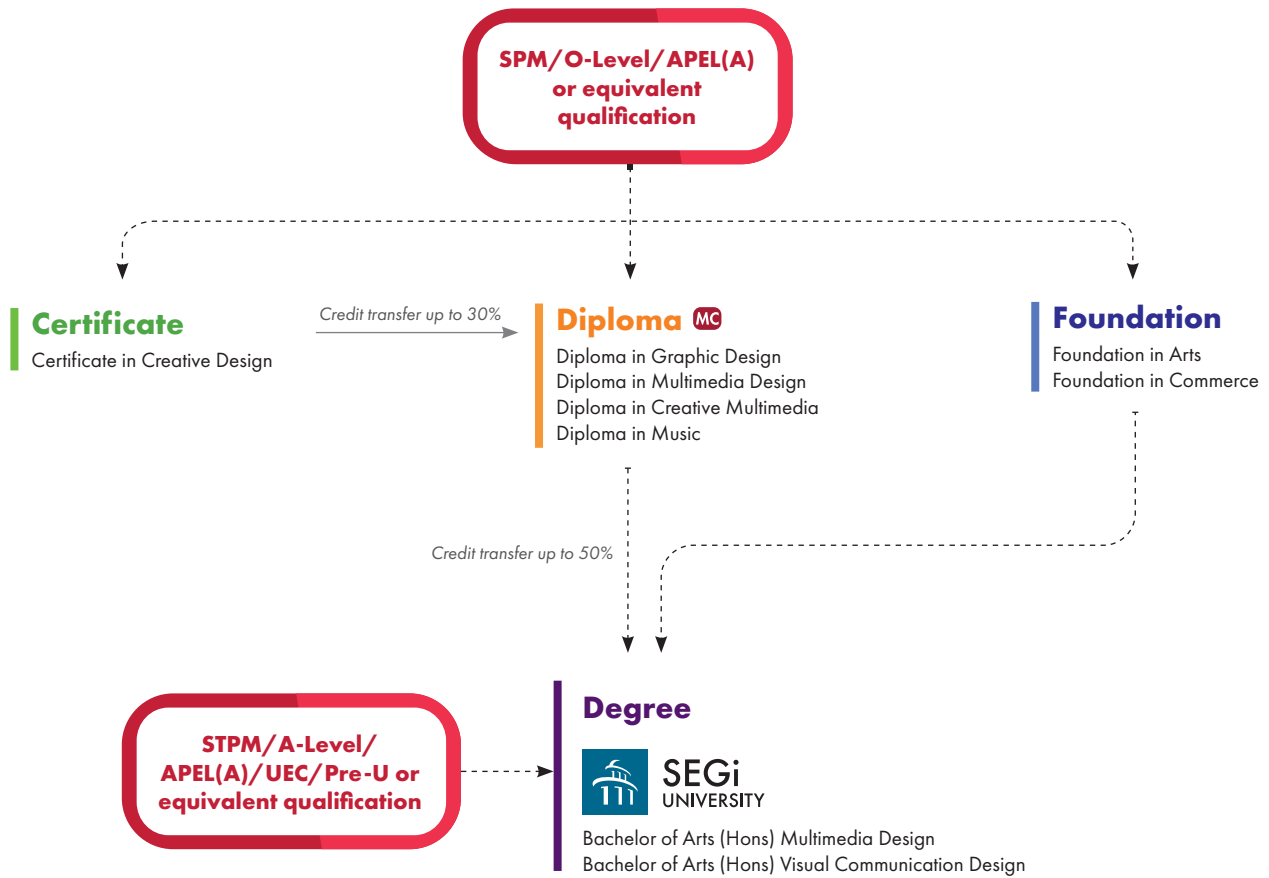 SPM/O-Level/APEL(A)
or equivalent
qualification
Certificate
Certificate in Creative Design
Credit transfer up to 30%
Diploma MC
Diploma in Graphic Design
Diploma in Multimedia Design
Diploma in Creative Multimedia
Diploma in Music
Foundation
Foundation in Arts
Foundation in Commerce
Credit transfer up to 50%
STPM/A-Level/
APEL(A)/UEC/Pre-U or
equivalent qualification
Degree
SEGi
UNIVERSITY
Bachelor of Arts (Hons) Multimedia Design
Bachelor of Arts (Hons) Visual Communication Design